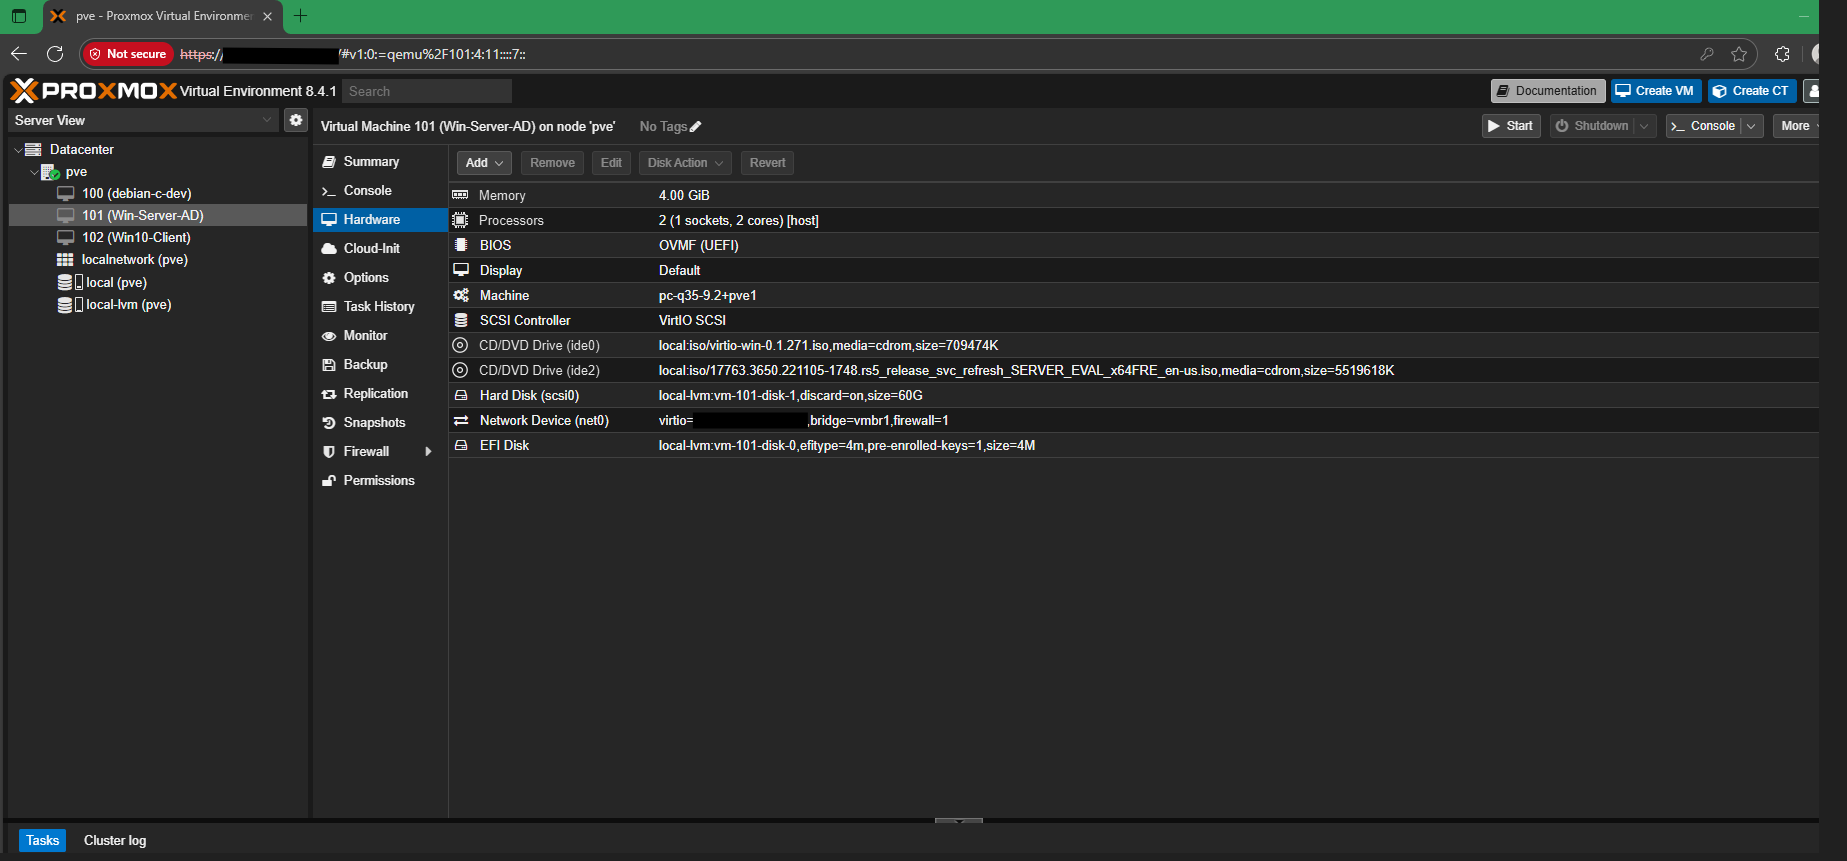 pve - Proxmox Virtual Environme
Not secure https:// /#v1:0:=qemu%2F101:4:11::::7::
PROXMOX Virtual Environment 8.4.1 Search Documentation Create VM Create CT
Server View
Virtual Machine 101 (Win-Server-AD) on node 'pve' No Tags Start Shutdown Console More
Datacenter
pve
100 (debian-c-dev)
101 (Win-Server-AD)
102 (Win10-Client)
localnetwork (pve)
local (pve)
local-lvm (pve)
Summary
Console
Hardware
Cloud-Init
Options
Task History
Monitor
Backup
Replication
Snapshots
Firewall
Permissions
Add Remove Edit Disk Action Revert
Memory 4.00 GiB
Processors 2 (1 sockets, 2 cores) [host]
BIOS OVMF (UEFI)
Display Default
Machine pc-q35-9.2+pve1
SCSI Controller VirtIO SCSI
CD/DVD Drive (ide0) local:iso/virtio-win-0.1.271.iso,media=cdrom,size=709474K
CD/DVD Drive (ide2) local:iso/17763.3650.221105-1748.rs5_release_svc_refresh_SERVER_EVAL_x64FRE_en-us.iso,media=cdrom,size=5519618K
Hard Disk (scsi0) local-lvm:vm-101-disk-1,discard=on,size=60G
Network Device (net0) virtio= ,bridge=vmbr1,firewall=1
EFI Disk local-lvm:vm-101-disk-0,efitype=4m,pre-enrolled-keys=1,size=4M
Tasks Cluster log